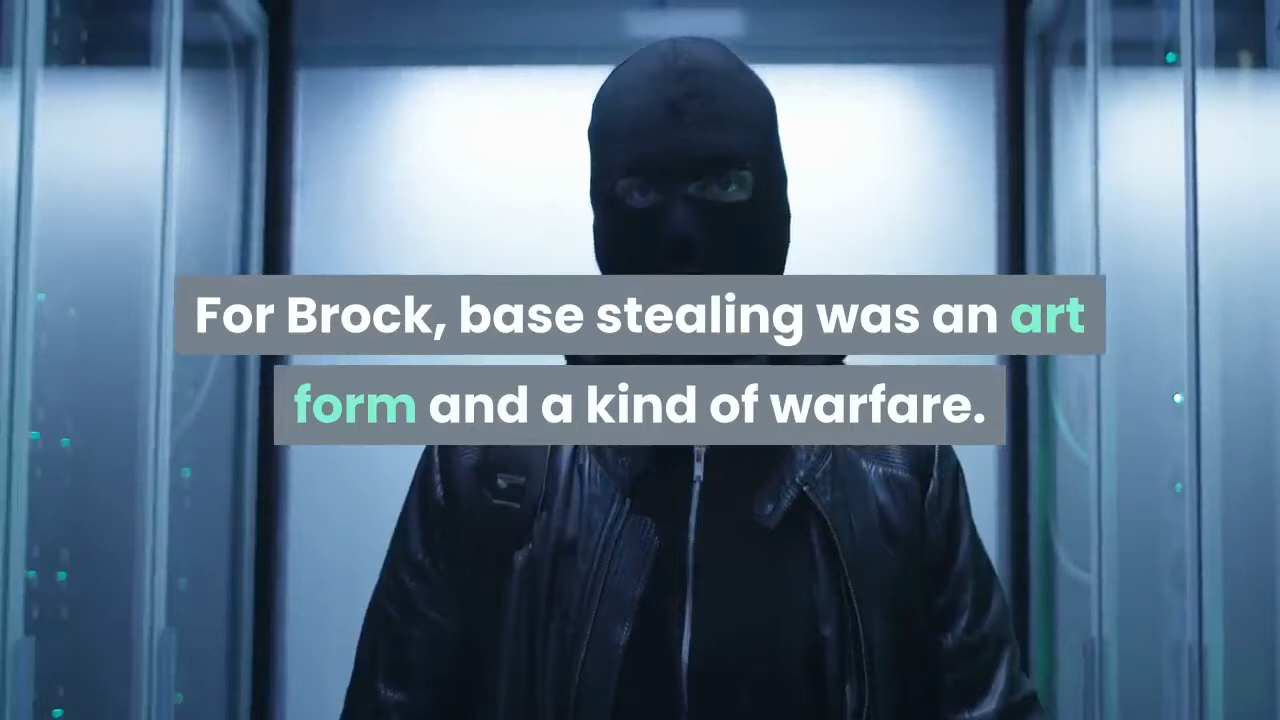 For Brock, base stealing was an art
form and a kind of warfare.